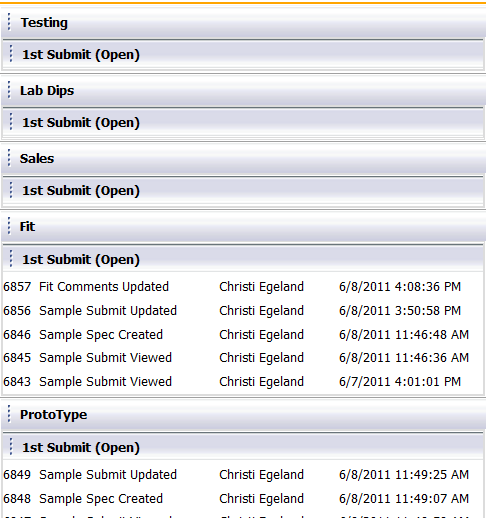 Testing
1st Submit (Open)
Lab Dips
1st Submit (Open)
Sales
1st Submit (Open)
Fit
1st Submit (Open)
6857 Fit Comments Updated Christi Egeland 6/8/2011 4:08:36 PM
6856 Sample Submit Updated Christi Egeland 6/8/2011 3:50:58 PM
6846 Sample Spec Created Christi Egeland 6/8/2011 11:46:48 AM
6845 Sample Submit Viewed Christi Egeland 6/8/2011 11:46:36 AM
6843 Sample Submit Viewed Christi Egeland 6/7/2011 4:01:01 PM
ProtoType
1st Submit (Open)
6849 Sample Submit Updated Christi Egeland 6/8/2011 11:49:25 AM
6848 Sample Spec Created Christi Egeland 6/8/2011 11:49:07 AM